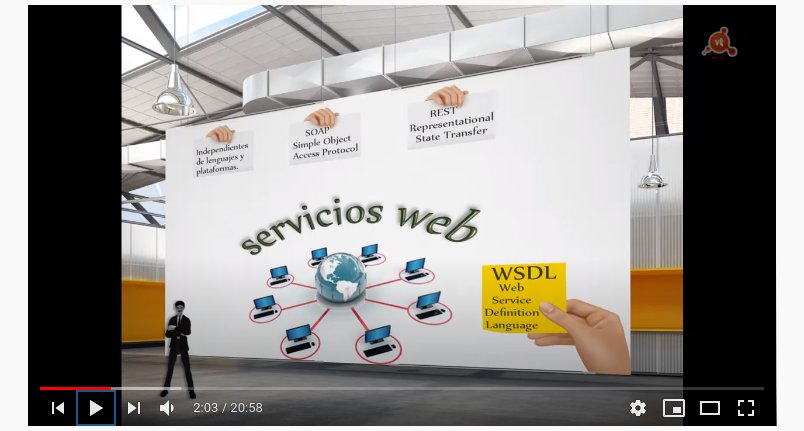 vt
Independientes
de lenguajes y
plataformas.
SOAP
Simple Object
Access Protocol
REST
Representational
State Transfer
servicios web
WSDL
Web
Service
Definition
Language
2:03 / 20:58